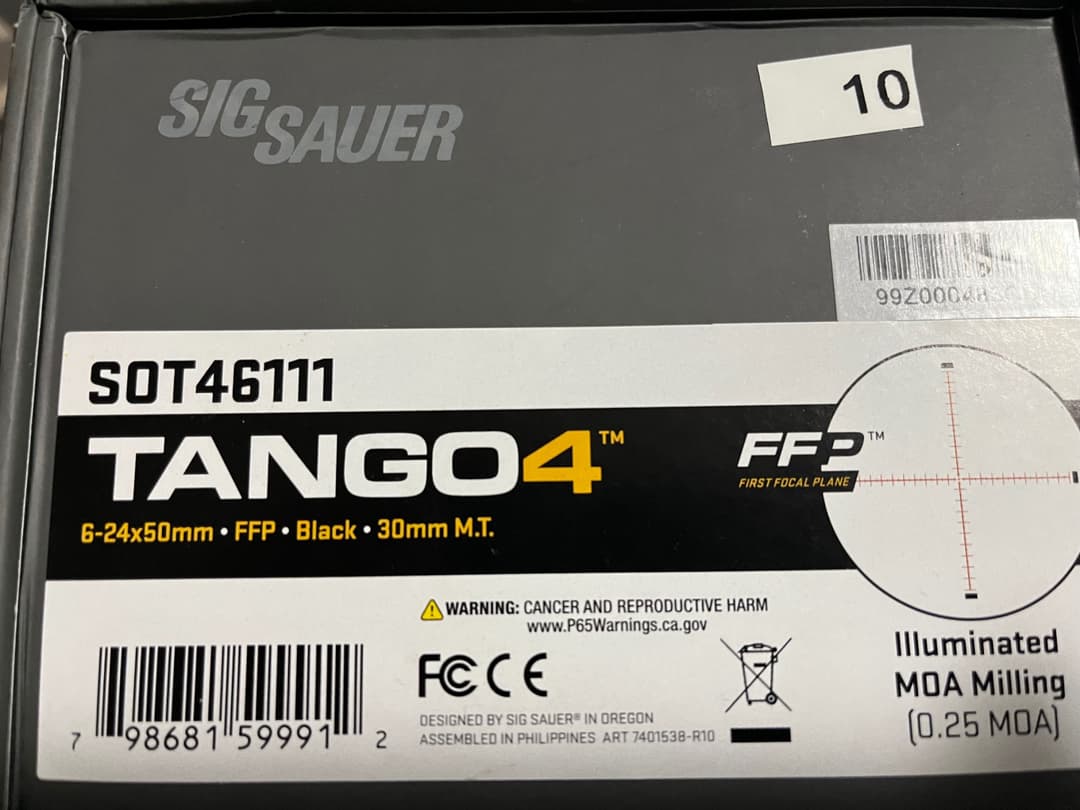 SIG SAUER
10
SOT46111
TANGO4™
FFP™
FIRST FOCAL PLANE
6-24x50mm • FFP • Black • 30mm M.T.
WARNING: CANCER AND REPRODUCTIVE HARM
www.P65Warnings.ca.gov
FC CE
Illuminated
MOA Milling
(0.25 MOA)
DESIGNED BY SIG SAUER® IN OREGON
ASSEMBLED IN PHILIPPINES ART 7401538-R10
7 98681 59991 2